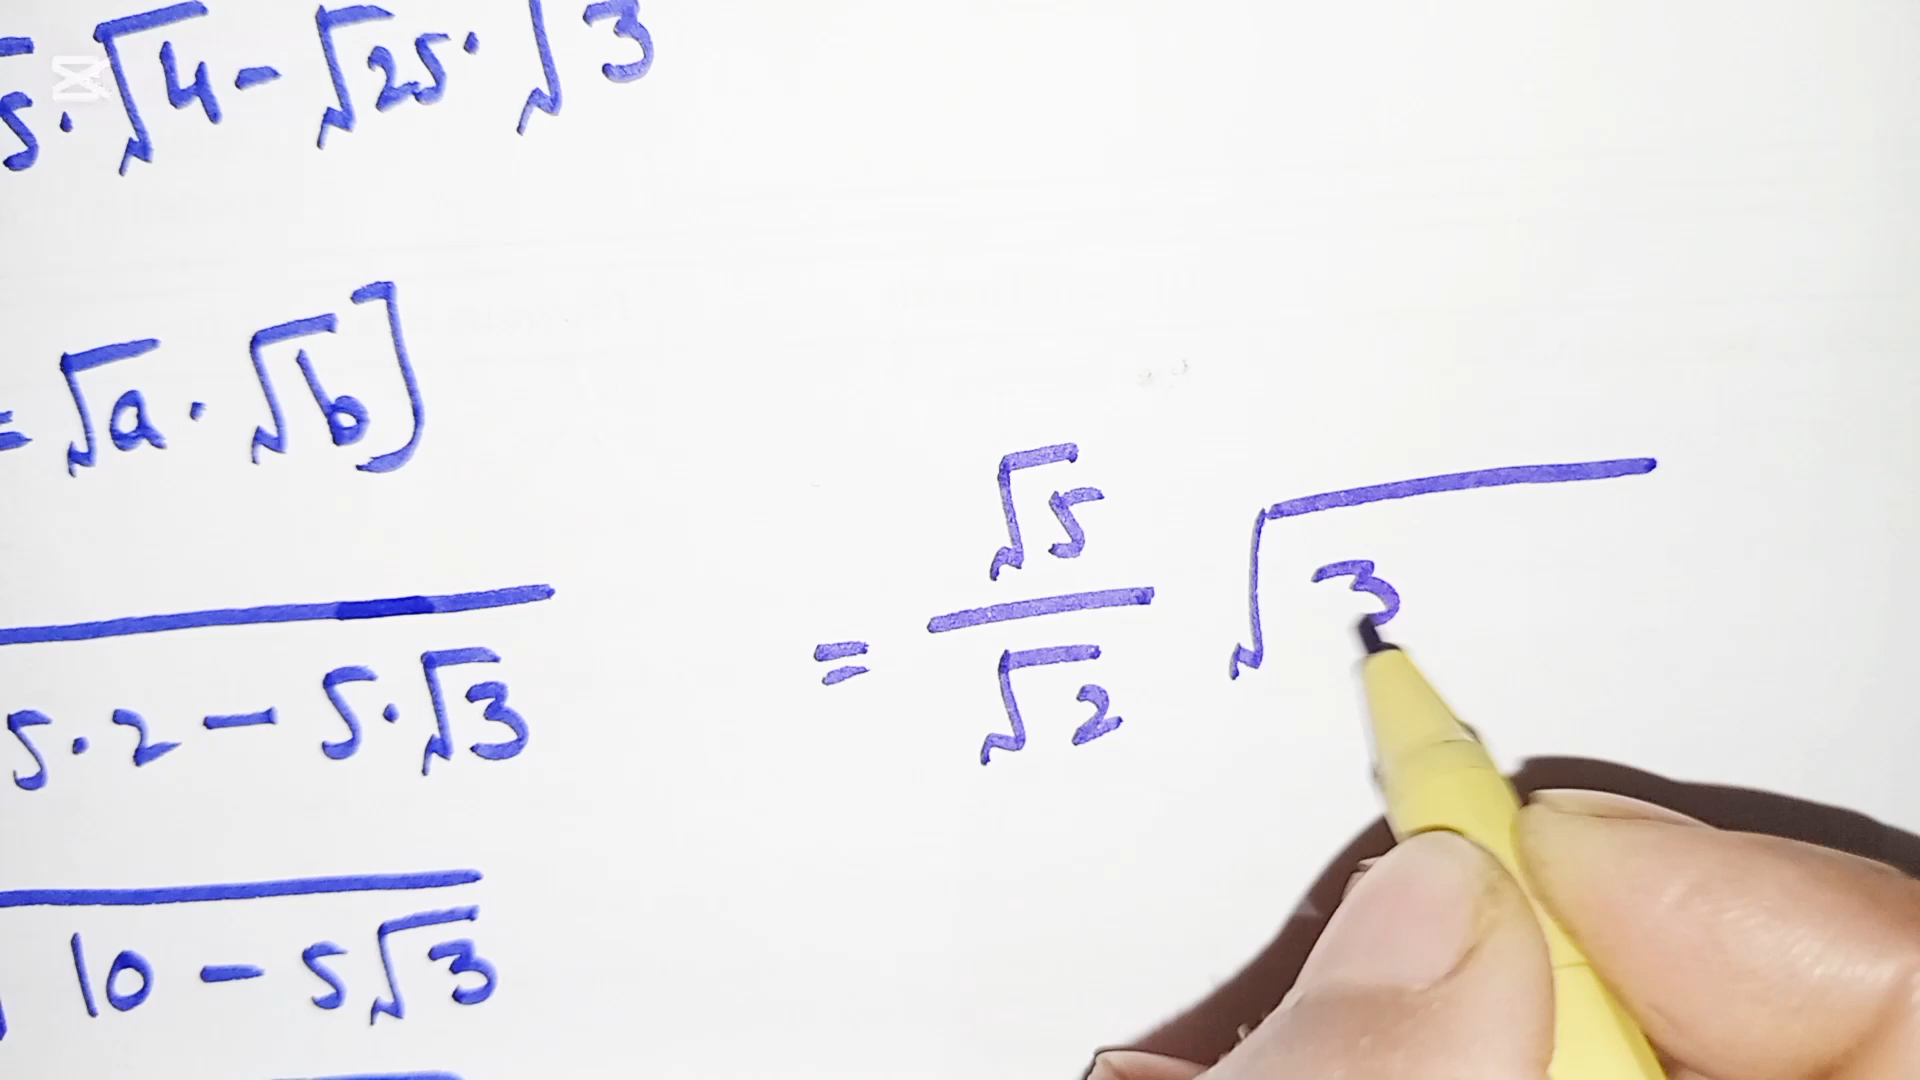 5·√4 - √25·√3
= √a · √b]
5·2 - 5·√3
10 - 5√3
= √5/√2 √3